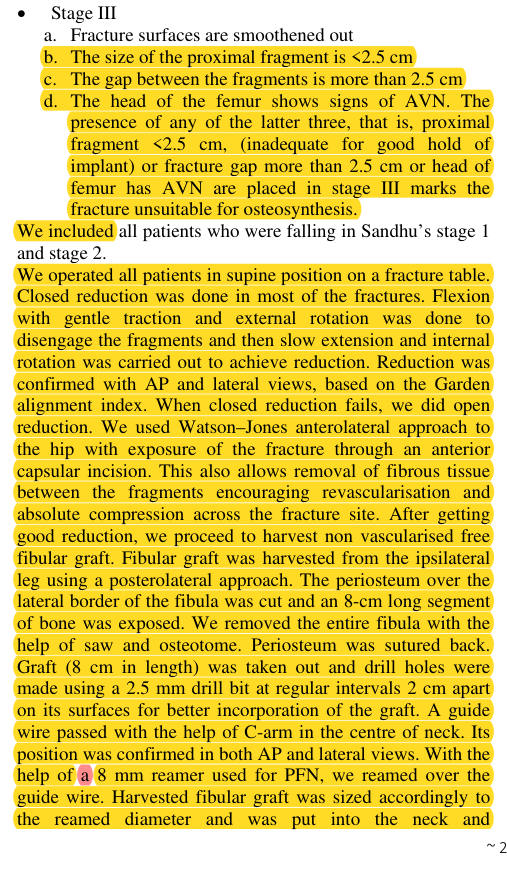 • Stage III
a. Fracture surfaces are smoothened out
b. The size of the proximal fragment is <2.5 cm
c. The gap between the fragments is more than 2.5 cm
d. The head of the femur shows signs of AVN. The
presence of any of the latter three, that is, proximal
fragment <2.5 cm, (inadequate for good hold of
implant) or fracture gap more than 2.5 cm or head of
femur has AVN are placed in stage III marks the
fracture unsuitable for osteosynthesis.
We included all patients who were falling in Sandhu's stage 1
and stage 2.
We operated all patients in supine position on a fracture table.
Closed reduction was done in most of the fractures. Flexion
with gentle traction and external rotation was done to
disengage the fragments and then slow extension and internal
rotation was carried out to achieve reduction. Reduction was
confirmed with AP and lateral views, based on the Garden
alignment index. When closed reduction fails, we did open
reduction. We used Watson–Jones anterolateral approach to
the hip with exposure of the fracture through an anterior
capsular incision. This also allows removal of fibrous tissue
between the fragments encouraging revascularisation and
absolute compression across the fracture site. After getting
good reduction, we proceed to harvest non vascularised free
fibular graft. Fibular graft was harvested from the ipsilateral
leg using a posterolateral approach. The periosteum over the
lateral border of the fibula was cut and an 8-cm long segment
of bone was exposed. We removed the entire fibula with the
help of saw and osteotome. Periosteum was sutured back.
Graft (8 cm in length) was taken out and drill holes were
made using a 2.5 mm drill bit at regular intervals 2 cm apart
on its surfaces for better incorporation of the graft. A guide
wire passed with the help of C-arm in the centre of neck. Its
position was confirmed in both AP and lateral views. With the
help of a 8 mm reamer used for PFN, we reamed over the
guide wire. Harvested fibular graft was sized accordingly to
the reamed diameter and was put into the neck and
~ 2